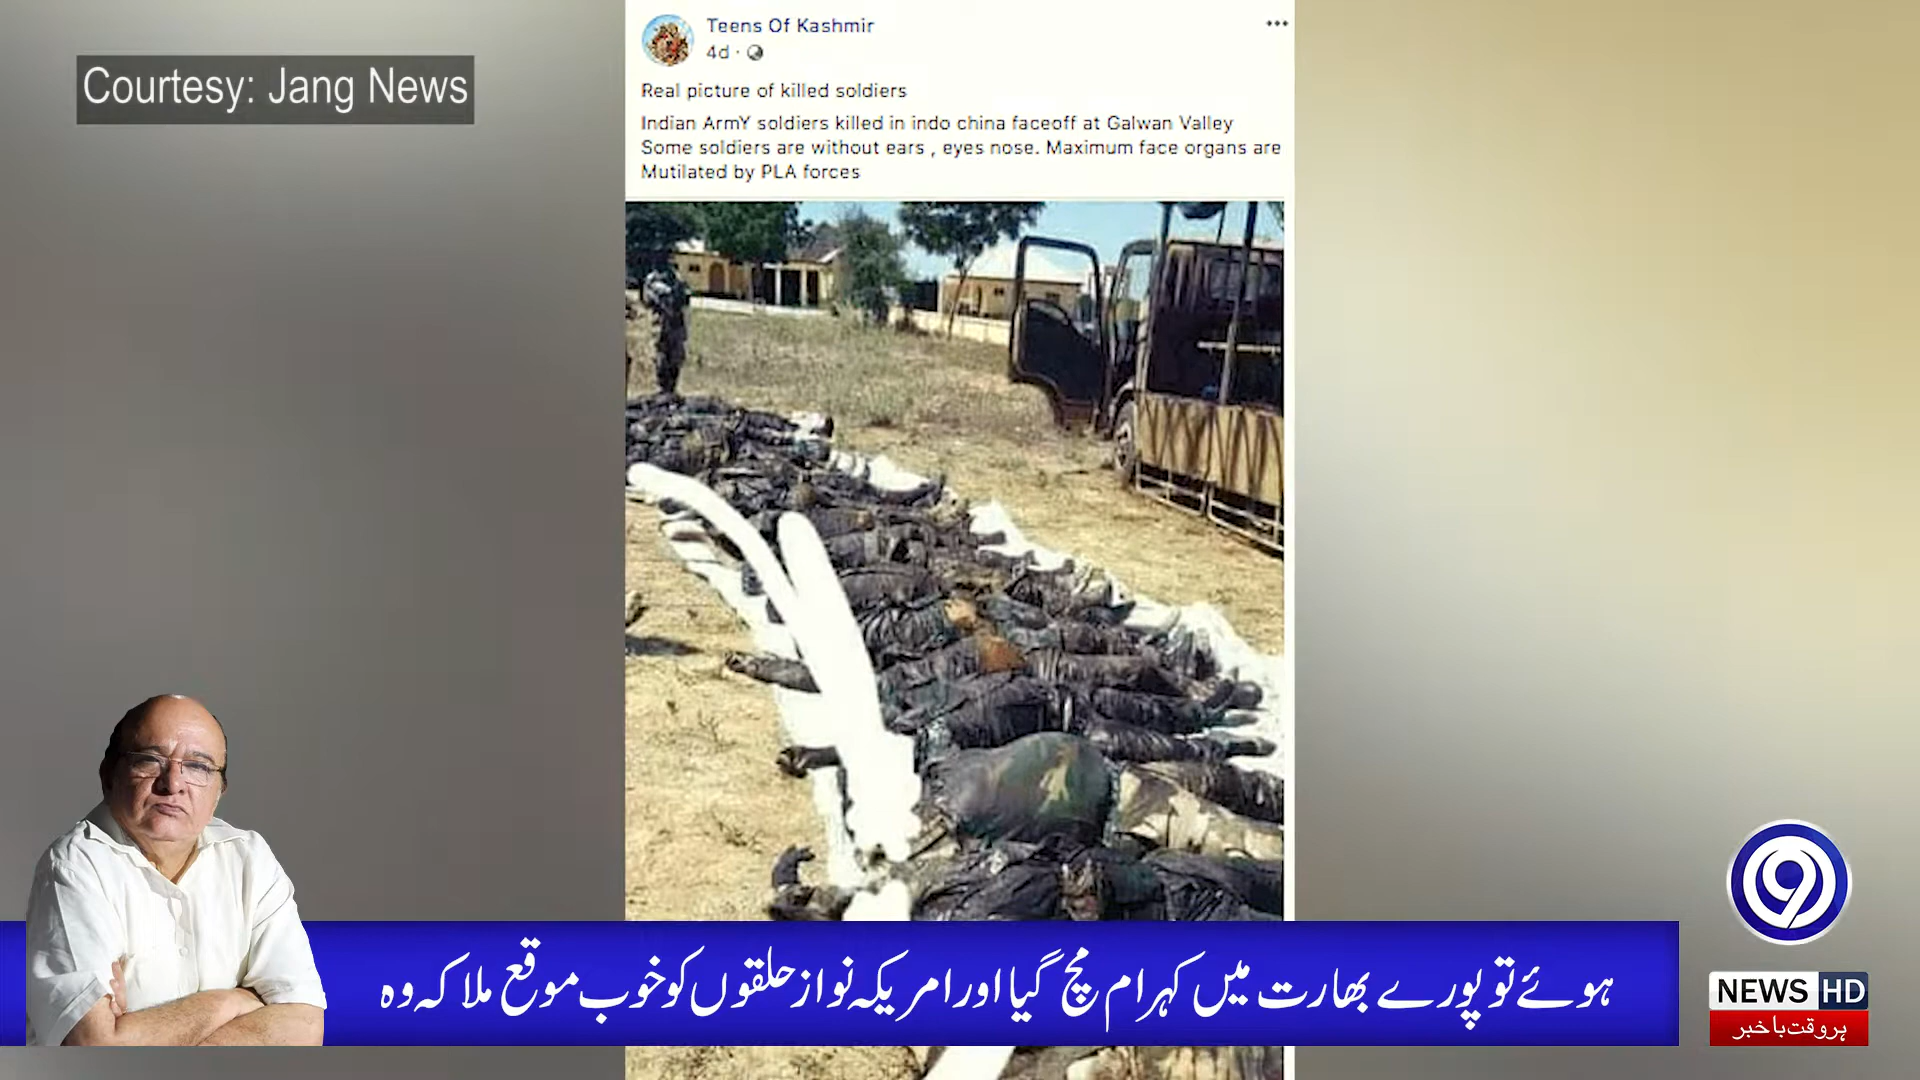 Courtesy: Jang News
Teens Of Kashmir
4d ·
Real picture of killed soldiers
Indian ArmY soldiers killed in indo china faceoff at Galwan Valley
Some soldiers are without ears , eyes nose. Maximum face organs are
Mutilated by PLA forces
ہوئے تو پورے بھارت میں کہرام مچ گیا اور امریکہ نواز حلقوں کو خوب موقع ملا کہ وہ
9
NEWS HD
ہر وقت باخبر